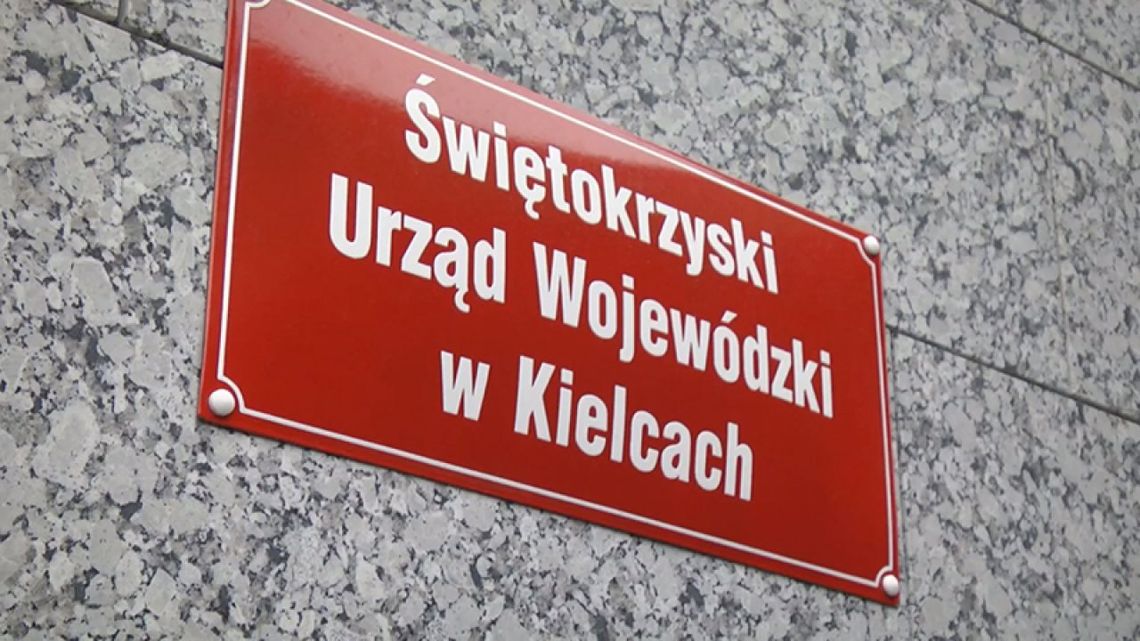 Świętokrzyski
Urząd Wojewódzki
w Kielcach